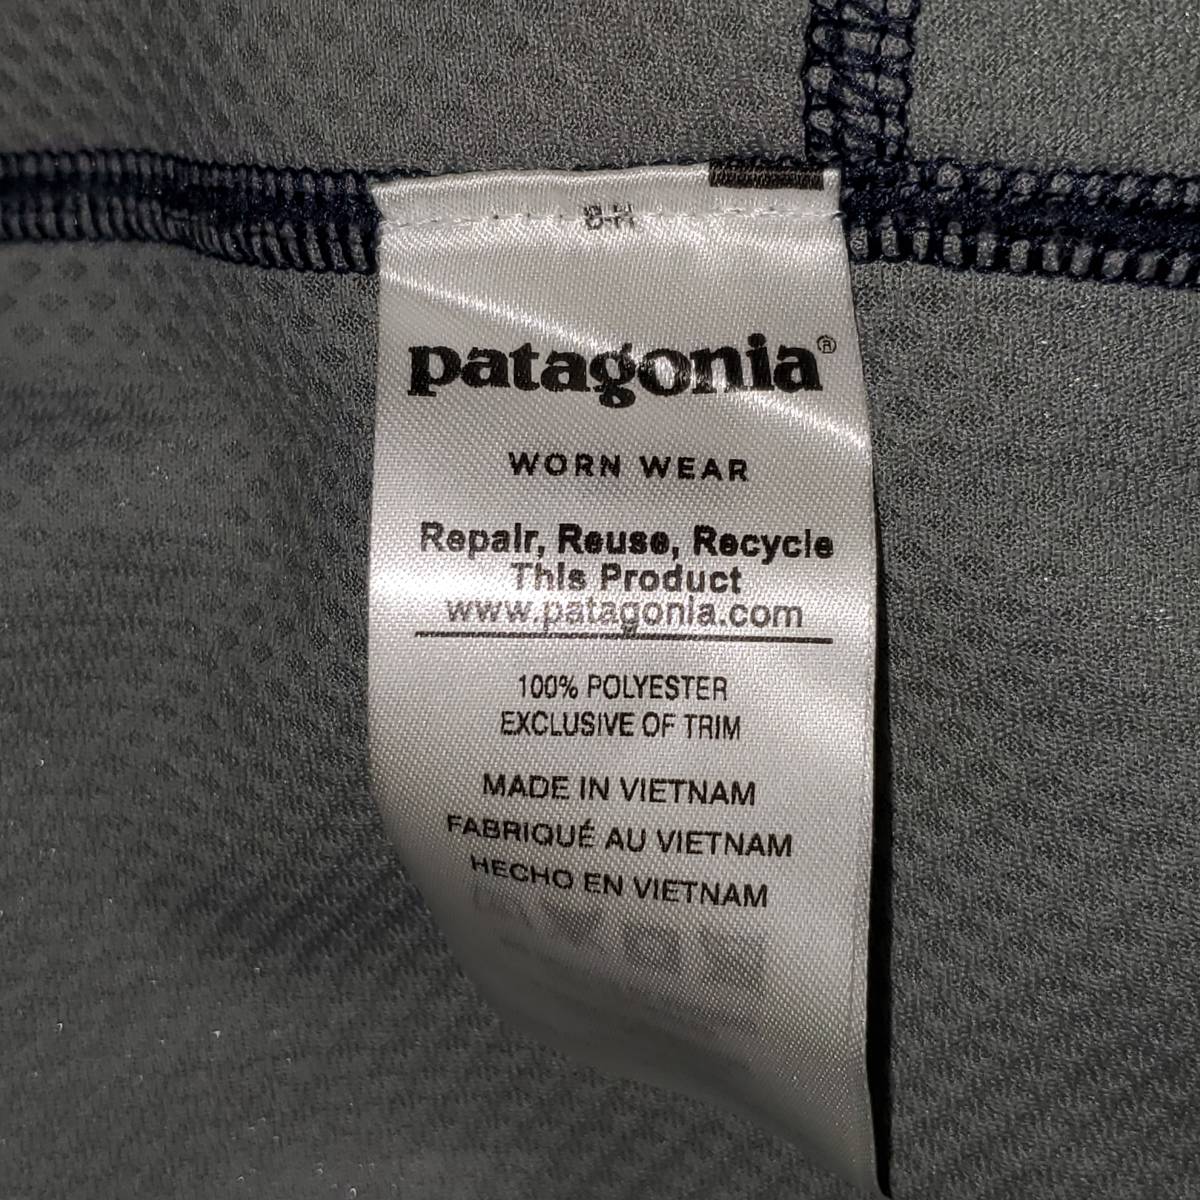 8-H
patagonia®
WORN WEAR
Repair, Reuse, Recycle
This Product
www.patagonia.com
100% POLYESTER
EXCLUSIVE OF TRIM
MADE IN VIETNAM
FABRIQUÉ AU VIETNAM
HECHO EN VIETNAM